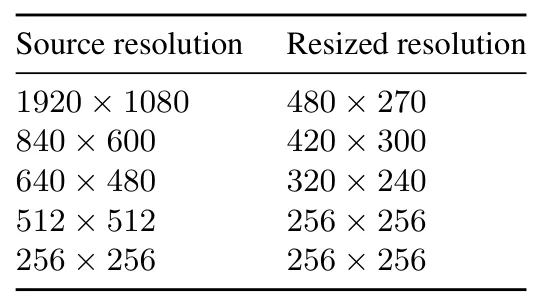 Source resolution Resized resolution
1920 × 1080 480 × 270
840 × 600 420 × 300
640 × 480 320 × 240
512 × 512 256 × 256
256 × 256 256 × 256